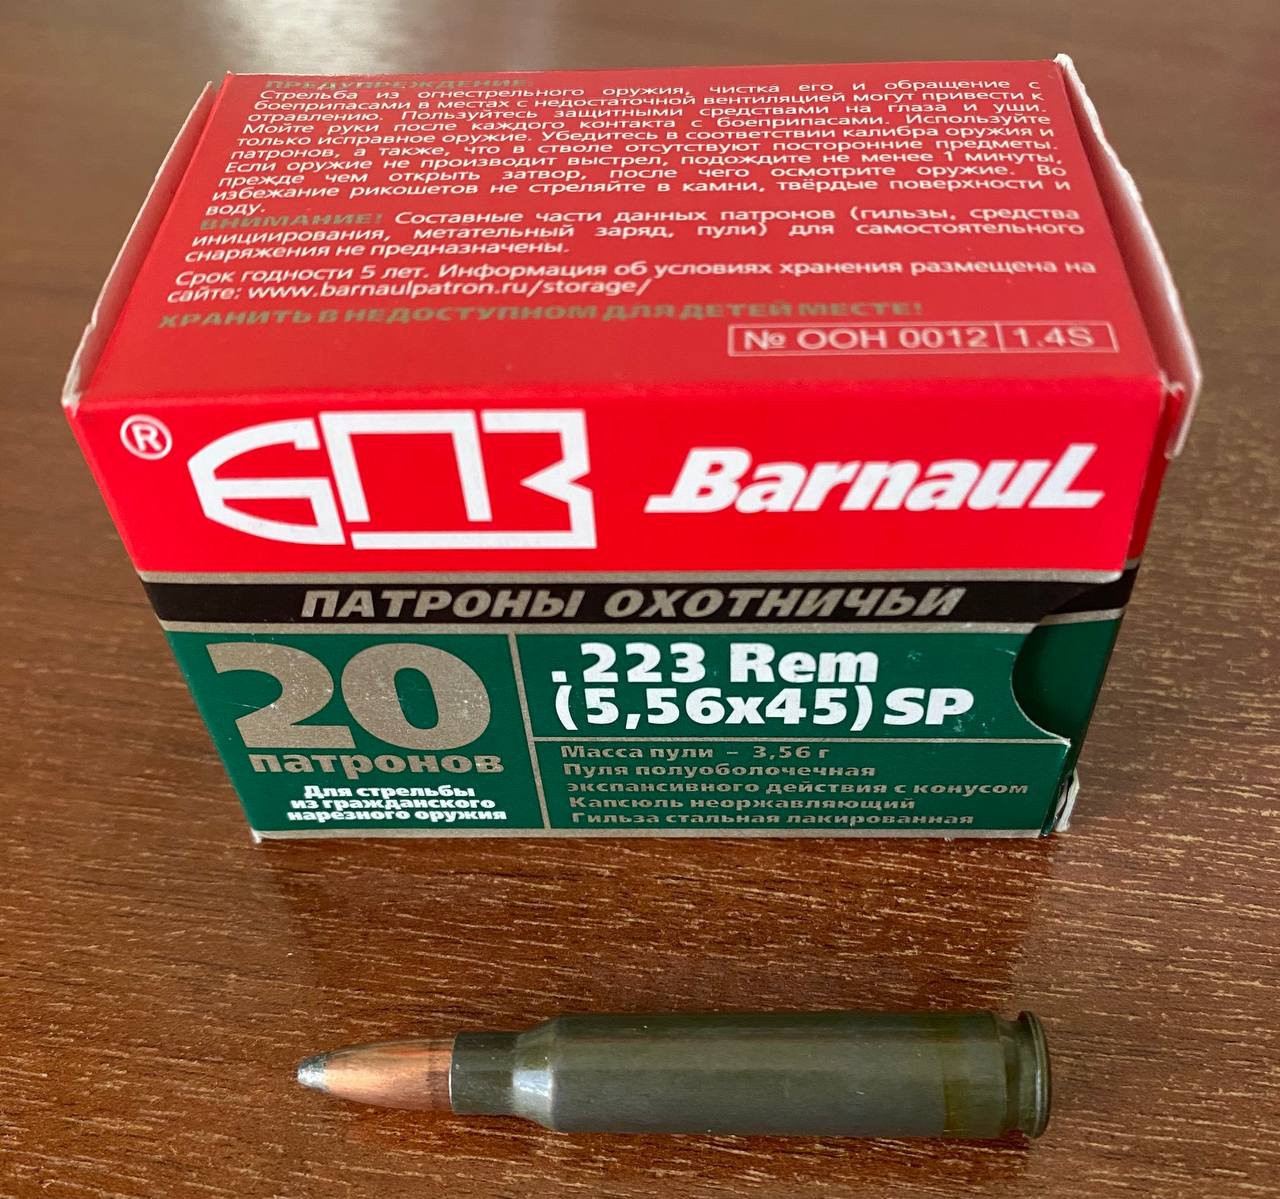 ПРЕДУПРЕЖДЕНИЕ.
Стрельба из огнестрельного оружия, чистка его и обращение с
боеприпасами в местах с недостаточной вентиляцией могут привести к
отравлению. Пользуйтесь защитными средствами на глаза и уши.
Мойте руки после каждого контакта с боеприпасами. Используйте
только исправное оружие. Убедитесь в соответствии калибра оружия и
патронов, а также, что в стволе отсутствуют посторонние предметы.
Если оружие не производит выстрел, подождите не менее 1 минуты,
прежде чем открыть затвор, после чего осмотрите оружие. Во
избежание рикошетов не стреляйте в камни, твёрдые поверхности и
воду.
ВНИМАНИЕ! Составные части данных патронов (гильзы, средства
инициирования, метательный заряд, пули) для самостоятельного
снаряжения не предназначены.
Срок годности 5 лет. Информация об условиях хранения размещена на
сайте: www.barnaulpatron.ru/storage/
ХРАНИТЬ В НЕДОСТУПНОМ ДЛЯ ДЕТЕЙ МЕСТЕ!
№ ООН 0012 1.4S
® БПЗ Barnaul
ПАТРОНЫ ОХОТНИЧЬИ
20
патронов
Для стрельбы
из гражданского
нарезного оружия
.223 Rem
(5,56x45) SP
Масса пули – 3,56 г
Пуля полуоболочечная
экспансивного действия с конусом
Капсюль неоржавляющий
Гильза стальная лакированная